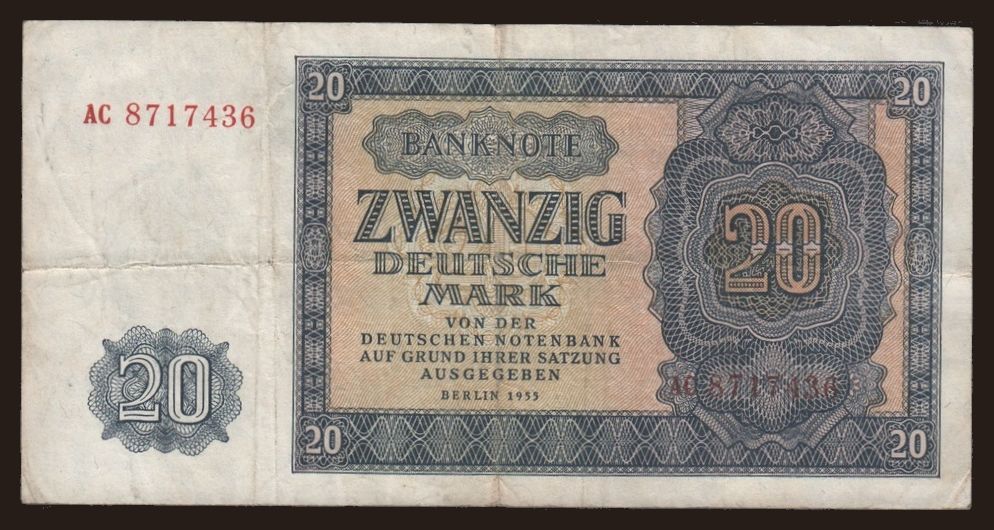 20
20
AC 8717436
BANKNOTE
ZWANZIG
20
DEUTSCHE
MARK
VON DER
DEUTSCHEN NOTENBANK
AUF GRUND IHRER SATZUNG
AUSGEGEBEN
BERLIN 1955
20
AC 8717436
20
20